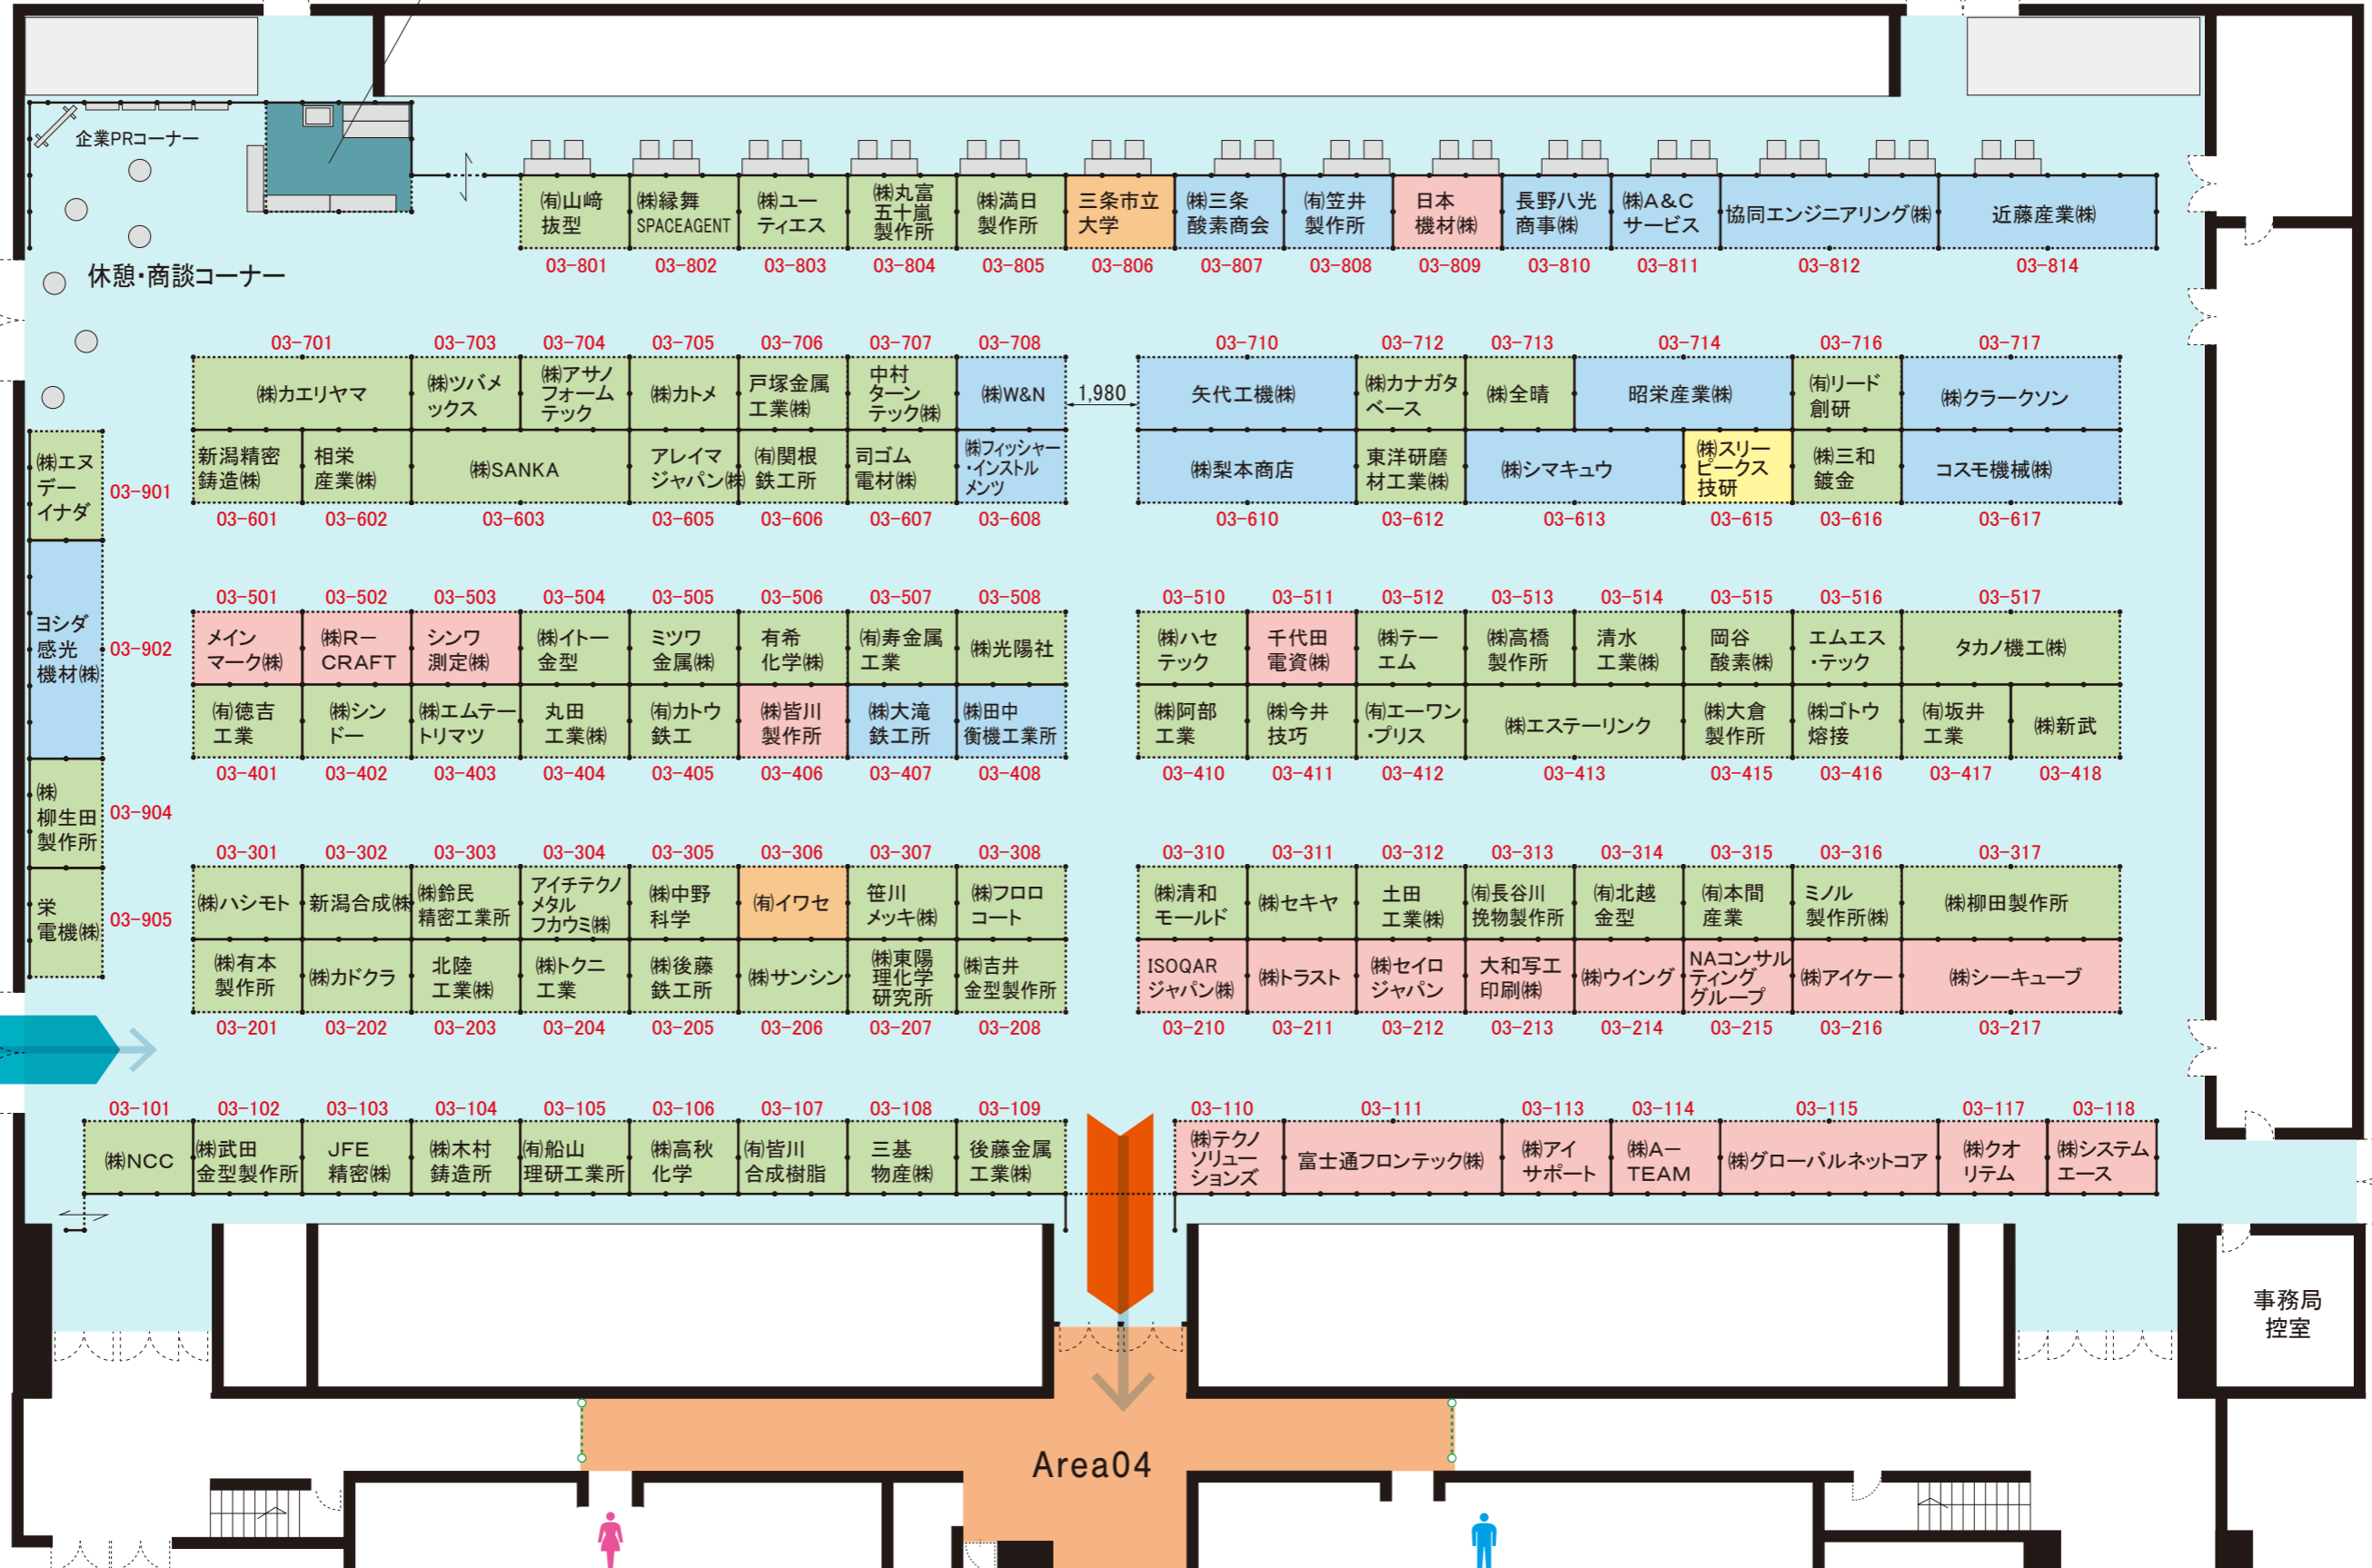 企業PRコーナー
休憩・商談コーナー
㈲山﨑
抜型
㈱縁舞
SPACEAGENT
㈱ユー
ティエス
㈱丸富
五十嵐
製作所
㈱満日
製作所
三条市立
大学
㈱三条
酸素商会
㈲笠井
製作所
日本
機材㈱
長野八光
商事㈱
㈱A&C
サービス
協同エンジニアリング㈱
近藤産業㈱
03-801
03-802
03-803
03-804
03-805
03-806
03-807
03-808
03-809
03-810
03-811
03-812
03-814
03-701
03-703
03-704
03-705
03-706
03-707
03-708
03-710
03-712
03-713
03-714
03-716
03-717
㈱カエリヤマ
㈱ツバメ
ックス
㈱アサノ
フォーム
テック
㈱カトメ
戸塚金属
工業㈱
中村
ターン
テック㈱
㈱W&N
1,980
矢代工機㈱
㈱カナガタ
ベース
㈱全晴
昭栄産業㈱
㈲リード
創研
㈱クラークソン
新潟精密
鋳造㈱
相栄
産業㈱
㈱SANKA
アレイマ
ジャパン㈱
㈲関根
鉄工所
司ゴム
電材㈱
㈱フィッシャー
・インストル
メンツ
㈱梨本商店
東洋研磨
材工業㈱
㈱シマキュウ
㈱スリー
ピークス
技研
㈱三和
鍍金
コスモ機械㈱
03-601
03-602
03-603
03-605
03-606
03-607
03-608
03-610
03-612
03-613
03-615
03-616
03-617
㈱エヌ
デー
イナダ
03-901
ヨシダ
感光
機材㈱
03-902
㈱
柳生田
製作所
03-904
栄
電機㈱
03-905
03-501
03-502
03-503
03-504
03-505
03-506
03-507
03-508
03-510
03-511
03-512
03-513
03-514
03-515
03-516
03-517
メイン
マーク㈱
㈱R-
CRAFT
シンワ
測定㈱
㈱イトー
金型
ミツワ
金属㈱
有希
化学㈱
㈲寿金属
工業
㈱光陽社
㈱ハセ
テック
千代田
電資㈱
㈱テー
エム
㈱高橋
製作所
清水
工業㈱
岡谷
酸素㈱
エムエス
・テック
タカノ機工㈱
㈲徳吉
工業
㈱シン
ドー
㈱エムテー
トリマツ
丸田
工業㈱
㈲カトウ
鉄工
㈱皆川
製作所
㈱大滝
鉄工所
㈱田中
衡機工業所
㈱阿部
工業
㈱今井
技巧
㈲エーワン
・プリス
㈱エステーリンク
㈱大倉
製作所
㈱ゴトウ
熔接
㈲坂井
工業
㈱新武
03-401
03-402
03-403
03-404
03-405
03-406
03-407
03-408
03-410
03-411
03-412
03-413
03-415
03-416
03-417
03-418
03-301
03-302
03-303
03-304
03-305
03-306
03-307
03-308
03-310
03-311
03-312
03-313
03-314
03-315
03-316
03-317
㈱ハシモト
新潟合成㈱
㈱鈴民
精密工業所
アイチテクノ
メタル
フカウミ㈱
㈱中野
科学
㈲イワセ
笹川
メッキ㈱
㈱フロロ
コート
㈱清和
モールド
㈱セキヤ
土田
工業㈱
㈲長谷川
挽物製作所
㈲北越
金型
㈲本間
産業
ミノル
製作所㈱
㈱柳田製作所
㈱有本
製作所
㈱カドクラ
北陸
工業㈱
㈱トクニ
工業
㈱後藤
鉄工所
㈱サンシン
㈱東陽
理化学
研究所
㈱吉井
金型製作所
ISOQAR
ジャパン㈱
㈱トラスト
㈱セイロ
ジャパン
大和写工
印刷㈱
㈱ウイング
NAコンサル
ティング
グループ
㈱アイケー
㈱シーキューブ
03-201
03-202
03-203
03-204
03-205
03-206
03-207
03-208
03-210
03-211
03-212
03-213
03-214
03-215
03-216
03-217
03-101
03-102
03-103
03-104
03-105
03-106
03-107
03-108
03-109
03-110
03-111
03-113
03-114
03-115
03-117
03-118
㈱NCC
㈱武田
金型製作所
JFE
精密㈱
㈱木村
鋳造所
㈲船山
理研工業所
㈱高秋
化学
㈲皆川
合成樹脂
三基
物産㈱
後藤金属
工業㈱
㈱テクノ
ソリュー
ションズ
富士通フロンテック㈱
㈱アイ
サポート
㈱A-
TEAM
㈱グローバルネットコア
㈱クオ
リテム
㈱システム
エース
事務局
控室
Area04